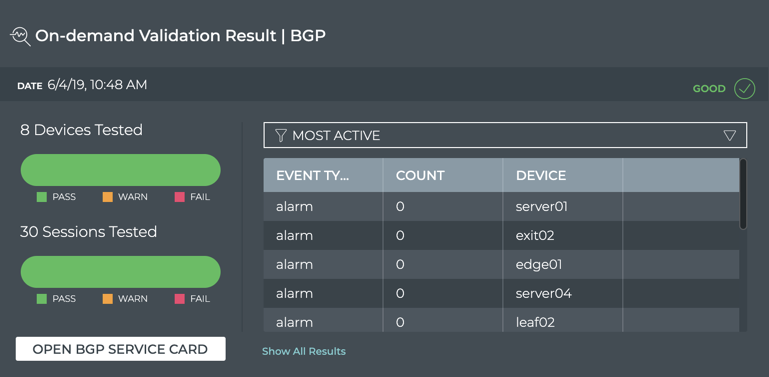 On-demand Validation Result | BGP
DATE 6/4/19, 10:48 AM
GOOD
8 Devices Tested
PASS WARN FAIL
30 Sessions Tested
PASS WARN FAIL
OPEN BGP SERVICE CARD
MOST ACTIVE
EVENT TY... COUNT DEVICE
alarm 0 server01
alarm 0 exit02
alarm 0 edge01
alarm 0 server04
alarm 0 leaf02
Show All Results